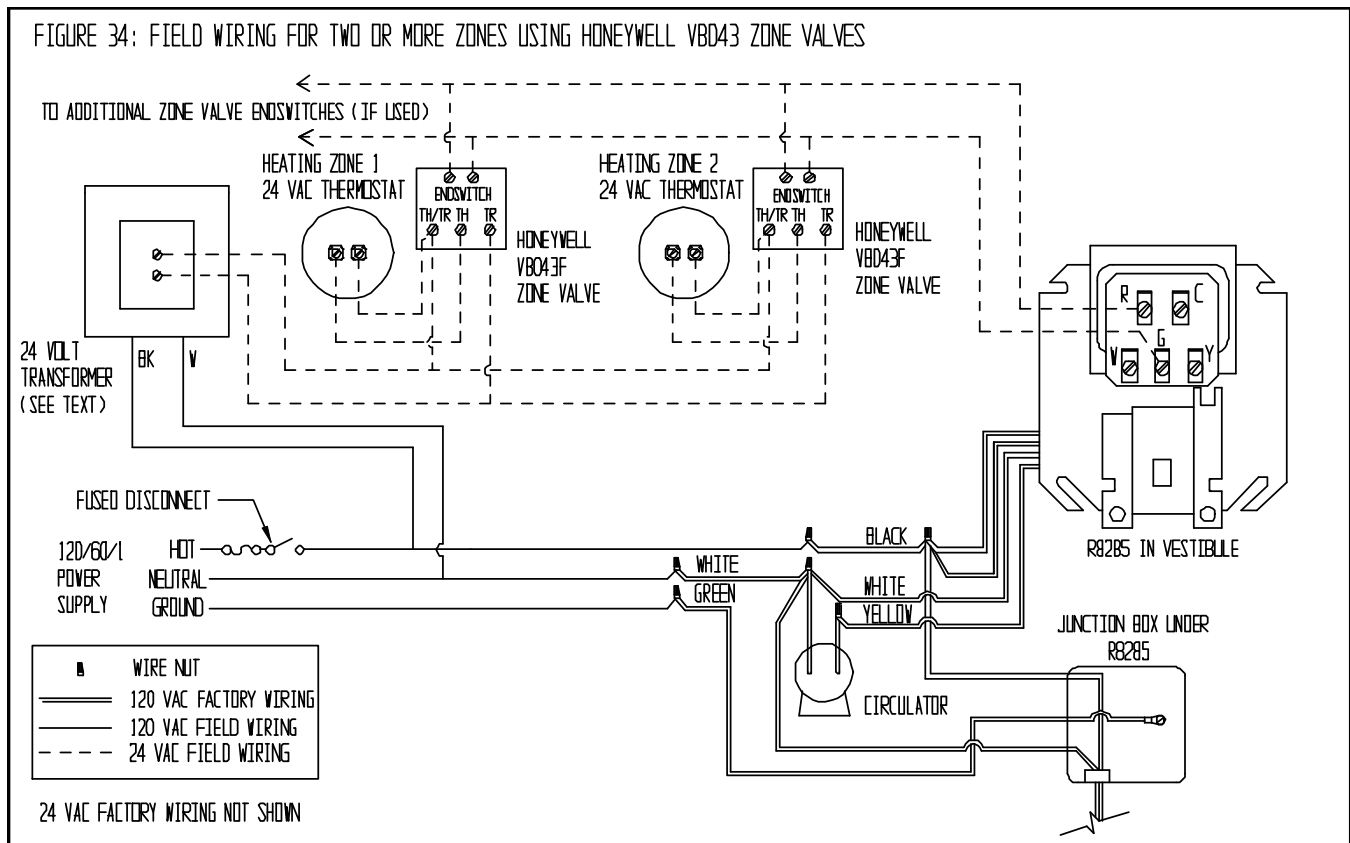 FIGURE 34: FIELD WIRING FOR TWO OR MORE ZONES USING HONEYWELL V8043 ZONE VALVES
TO ADDITIONAL ZONE VALVE ENDSWITCHES (IF USED)
HEATING ZONE 1
24 VAC THERMOSTAT
ENDSWITCH
TH/TR TH TR
HONEYWELL
V8043F
ZONE VALVE
HEATING ZONE 2
24 VAC THERMOSTAT
ENDSWITCH
TH/TR TH TR
HONEYWELL
V8043F
ZONE VALVE
R C
G
W Y
24 VOLT
TRANSFORMER
(SEE TEXT)
BK W
FUSED DISCONNECT
120/60/1
POWER
SUPPLY
HOT
NEUTRAL
GROUND
BLACK
WHITE
GREEN
WHITE
YELLOW
R8285 IN VESTIBULE
CIRCULATOR
JUNCTION BOX UNDER
R8285
WIRE NUT
120 VAC FACTORY WIRING
120 VAC FIELD WIRING
24 VAC FIELD WIRING
24 VAC FACTORY WIRING NOT SHOWN